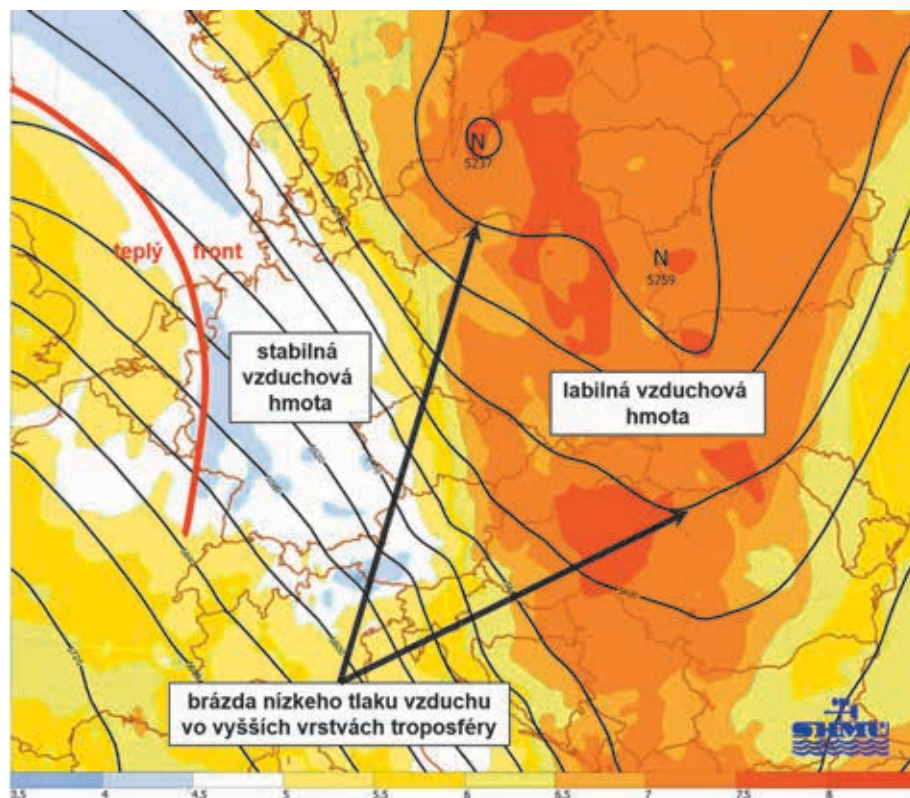 N
5237
teplý front
N
5259
stabilná
vzduchová
hmota
labilná vzduchová
hmota
brázda nízkeho tlaku vzduchu
vo vyšších vrstvách troposféry
SHMÚ
3.5 4 4.5 5 5.5 6 6.5 7 7.5 8